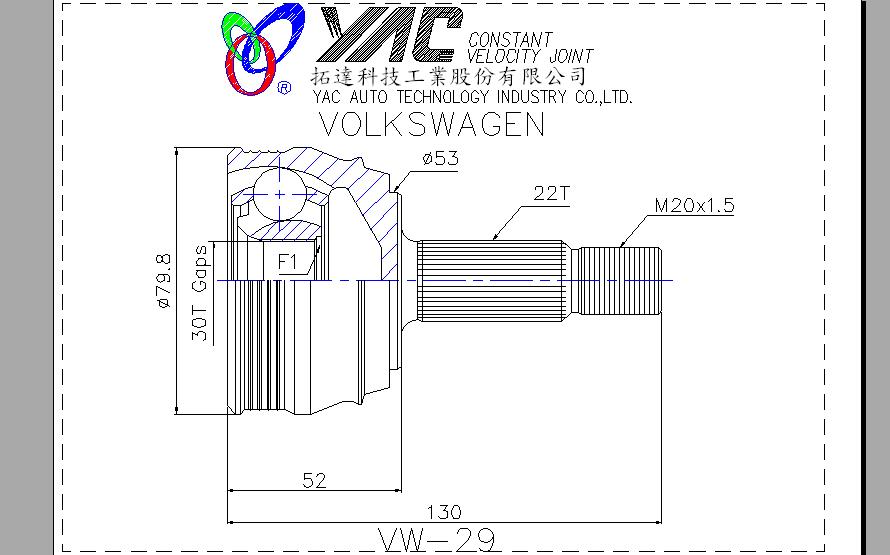 YAC
CONSTANT
VELOCITY JOINT
®
拓達科技工業股份有限公司
YAC AUTO TECHNOLOGY INDUSTRY CO.,LTD.
VOLKSWAGEN
ø53
22T
M20x1.5
ø79.8
30T Gaps
F1
52
130
VW-29